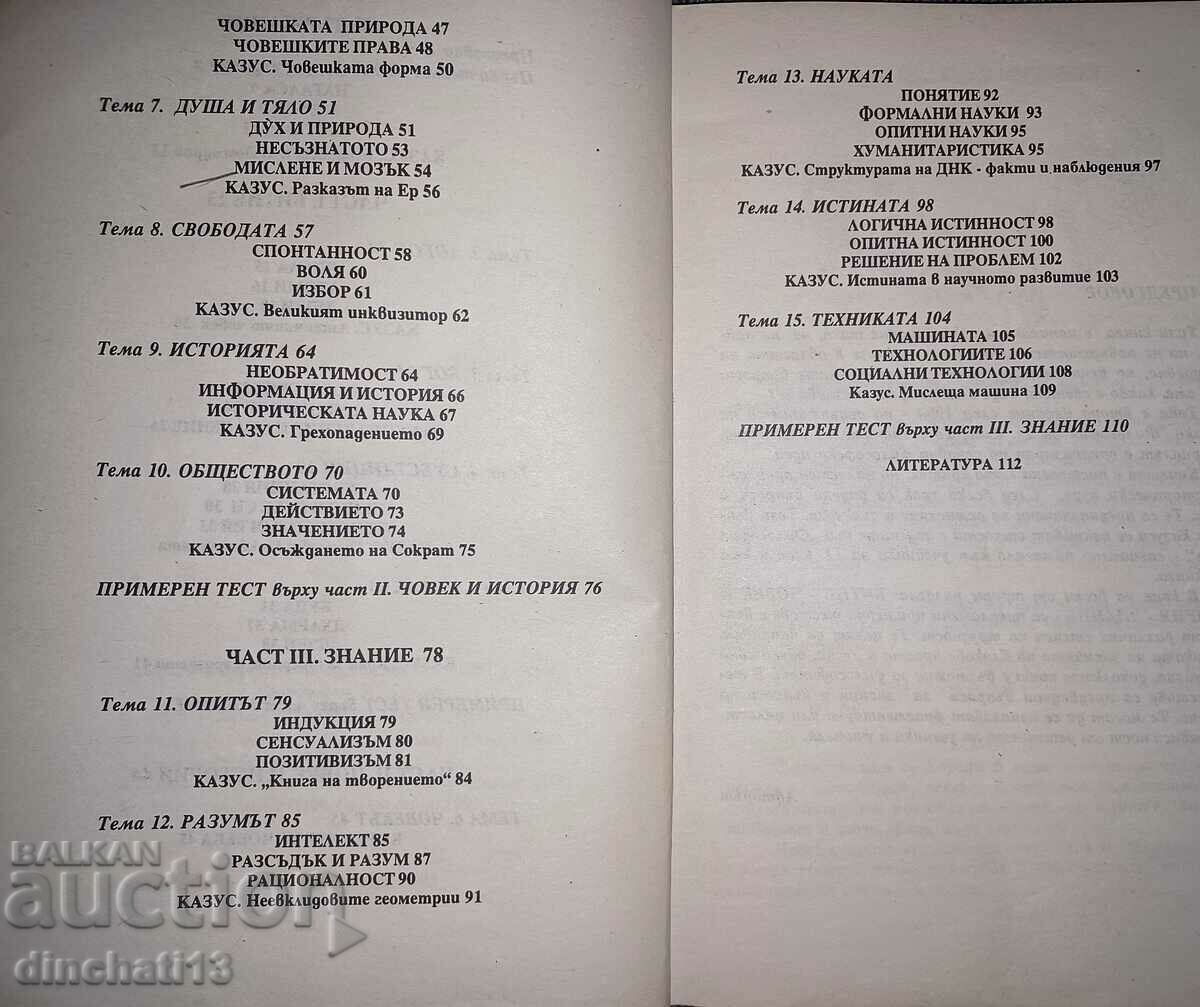 ЧОВЕШКАТА ПРИРОДА 47
ЧОВЕШКИТЕ ПРАВА 48
КАЗУС. Човешката форма 50
Тема 7. ДУША И ТЯЛО 51
ДУХ И ПРИРОДА 51
НЕСЪЗНАТОТО 53
МИСЛЕНЕ И МОЗЪК 54
КАЗУС. Разказът на Ер 56
Тема 8. СВОБОДАТА 57
СПОНТАННОСТ 58
ВОЛЯ 60
ИЗБОР 61
КАЗУС. Великият инквизитор 62
Тема 9. ИСТОРИЯТА 64
НЕОБРАТИМОСТ 64
ИНФОРМАЦИЯ И ИСТОРИЯ 66
ИСТОРИЧЕСКАТА НАУКА 67
КАЗУС. Грехопадението 69
Тема 10. ОБЩЕСТВОТО 70
СИСТЕМАТА 70
ДЕЙСТВИЕТО 73
ЗНАЧЕНИЕТО 74
КАЗУС. Осъждането на Сократ 75
ПРИМЕРЕН ТЕСТ върху част II. ЧОВЕК И ИСТОРИЯ 76
ЧАСТ III. ЗНАНИЕ 78
Тема 11. ОПИТЪТ 79
ИНДУКЦИЯ 79
СЕНСУАЛИЗЪМ 80
ПОЗИТИВИЗЪМ 81
КАЗУС. „Книга на творението“ 84
Тема 12. РАЗУМЪТ 85
ИНТЕЛЕКТ 85
РАЗСЪДЪК И РАЗУМ 87
РАЦИОНАЛНОСТ 90
КАЗУС. Неевклидовите геометрии 91
Тема 13. НАУКАТА
ПОНЯТИЕ 92
ФОРМАЛНИ НАУКИ 93
ОПИТНИ НАУКИ 95
ХУМАНИТАРИСТИКА 95
КАЗУС. Структурата на ДНК - факти и наблюдения 97
Тема 14. ИСТИНАТА 98
ЛОГИЧНА ИСТИННОСТ 98
ОПИТНА ИСТИННОСТ 100
РЕШЕНИЕ НА ПРОБЛЕМ 102
КАЗУС. Истината в научното развитие 103
Тема 15. ТЕХНИКАТА 104
МАШИНАТА 105
ТЕХНОЛОГИИТЕ 106
СОЦИАЛНИ ТЕХНОЛОГИИ 108
Казус. Мислеща машина 109
ПРИМЕРЕН ТЕСТ върху част III. ЗНАНИЕ 110
ЛИТЕРАТУРА 112
BALKAN
auction
dinchati13